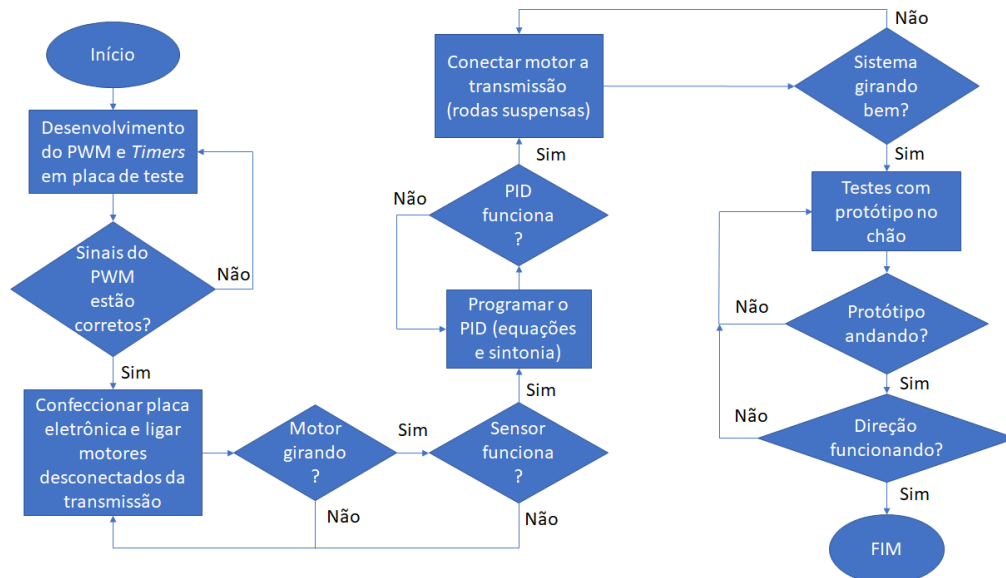 Início
Desenvolvimento
do PWM e Timers
em placa de teste
Sinais do
PWM
estão
corretos?
Não
Sim
Confeccionar placa
eletrônica e ligar
motores
desconectados da
transmissão
Motor
girando
?
Não
Sim
Sensor
funciona
?
Não
Sim
Programar o
PID (equações
e sintonia)
PID
funciona
?
Não
Sim
Conectar motor a
transmissão
(rodas suspensas)
Sistema
girando
bem?
Não
Sim
Testes com
protótipo no
chão
Protótipo
andando?
Não
Sim
Direção
funcionando?
Não
Sim
FIM